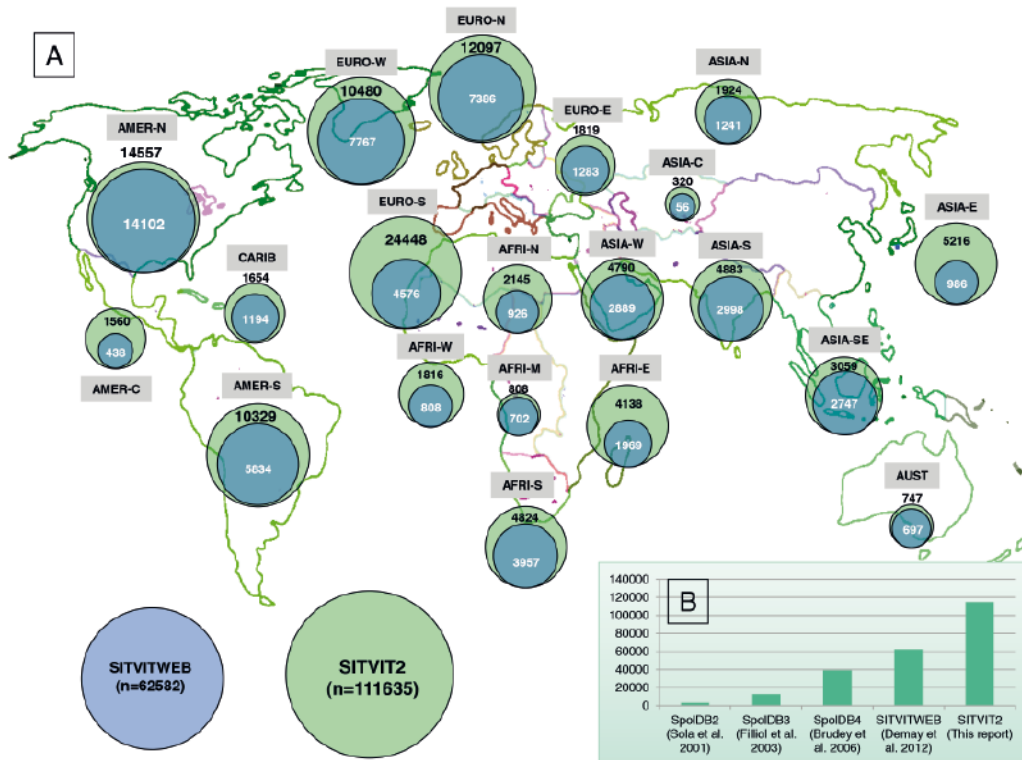 A
EURO-N
12097
7386
EURO-W
10480
7767
ASIA-N
1924
1241
EURO-E
1819
1283
AMER-N
14557
14102
ASIA-C
320
56
EURO-S
24448
4576
ASIA-E
5216
986
AFRI-N
2145
926
ASIA-W
4790
2889
ASIA-S
4883
2998
CARIB
1654
1194
1560
438
AMER-C
AFRI-W
1816
808
AFRI-M
808
702
AFRI-E
4138
1969
ASIA-SE
3059
2747
AMER-S
10329
5834
AUST
747
697
AFRI-S
4824
3957
SITVITWEB
(n=62582)
SITVIT2
(n=111635)
B
140000
120000
100000
80000
60000
40000
20000
0
SpolDB2
(Sola et al.
2001)
SpolDB3
(Filliol et al.
2003)
SpolDB4
(Brudey et
al. 2006)
SITVITWEB
(Demay et
al. 2012)
SITVIT2
(This report)